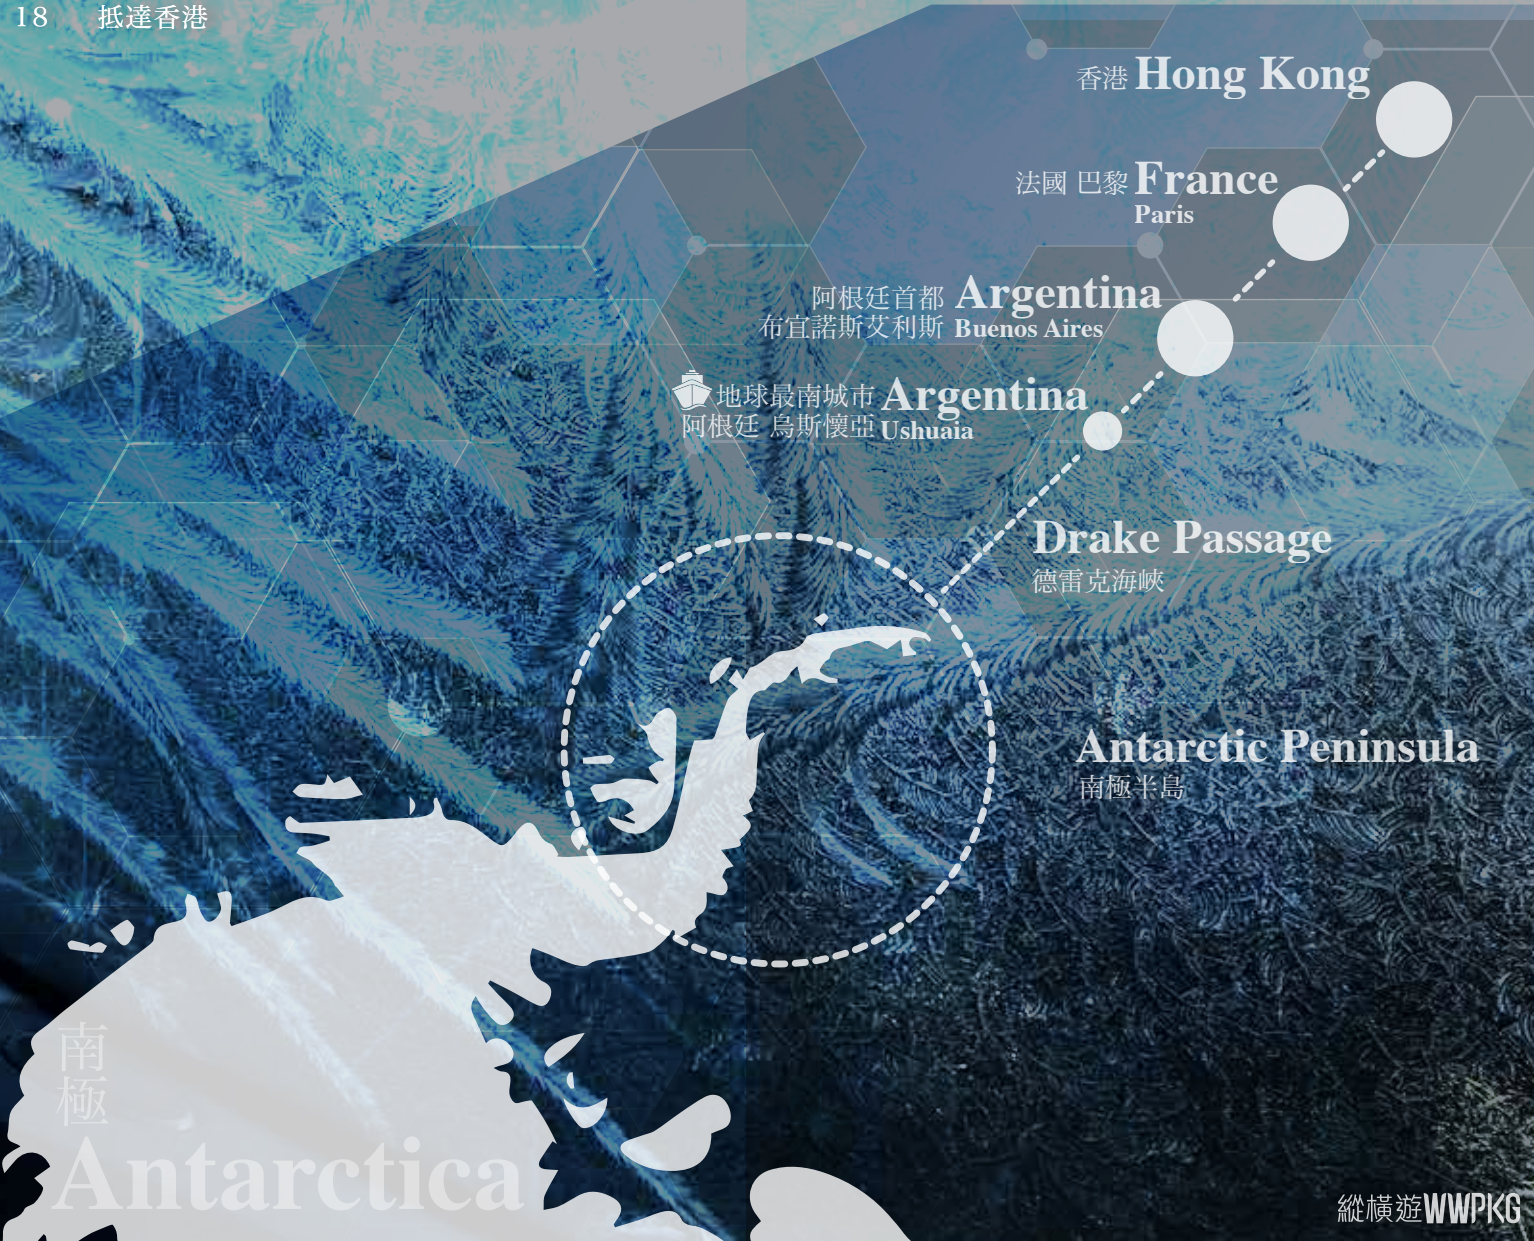 18 抵達香港
香港 Hong Kong
法國 巴黎 France
Paris
阿根廷首都 Argentina
布宜諾斯艾利斯 Buenos Aires
地球最南城市 Argentina
阿根廷 烏斯懷亞 Ushuaia
Drake Passage
德雷克海峽
Antarctic Peninsula
南極半島
南極
Antarctica
縱橫遊WWPKG